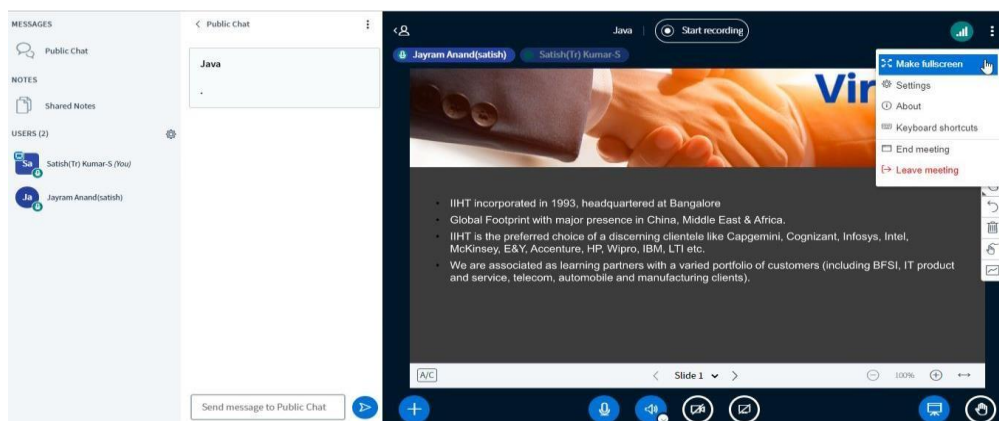 MESSAGES
Public Chat
NOTES
Shared Notes
USERS (2)
Sa
Satish(Tr) Kumar-S (You)
Ja
Jayram Anand(satish)
Public Chat
Java
.
Send message to Public Chat
Java
Start recording
Jayram Anand(satish)
Satish(Tr) Kumar-S
Make fullscreen
Settings
About
Keyboard shortcuts
End meeting
Leave meeting
Vir
• IIHT incorporated in 1993, headquartered at Bangalore
• Global Footprint with major presence in China, Middle East & Africa.
• IIHT is the preferred choice of a discerning clientele like Capgemini, Cognizant, Infosys, Intel,
McKinsey, E&Y, Accenture, HP, Wipro, IBM, LTI etc.
• We are associated as learning partners with a varied portfolio of customers (including BFSI, IT product
and service, telecom, automobile and manufacturing clients).
A/C
Slide 1
100%